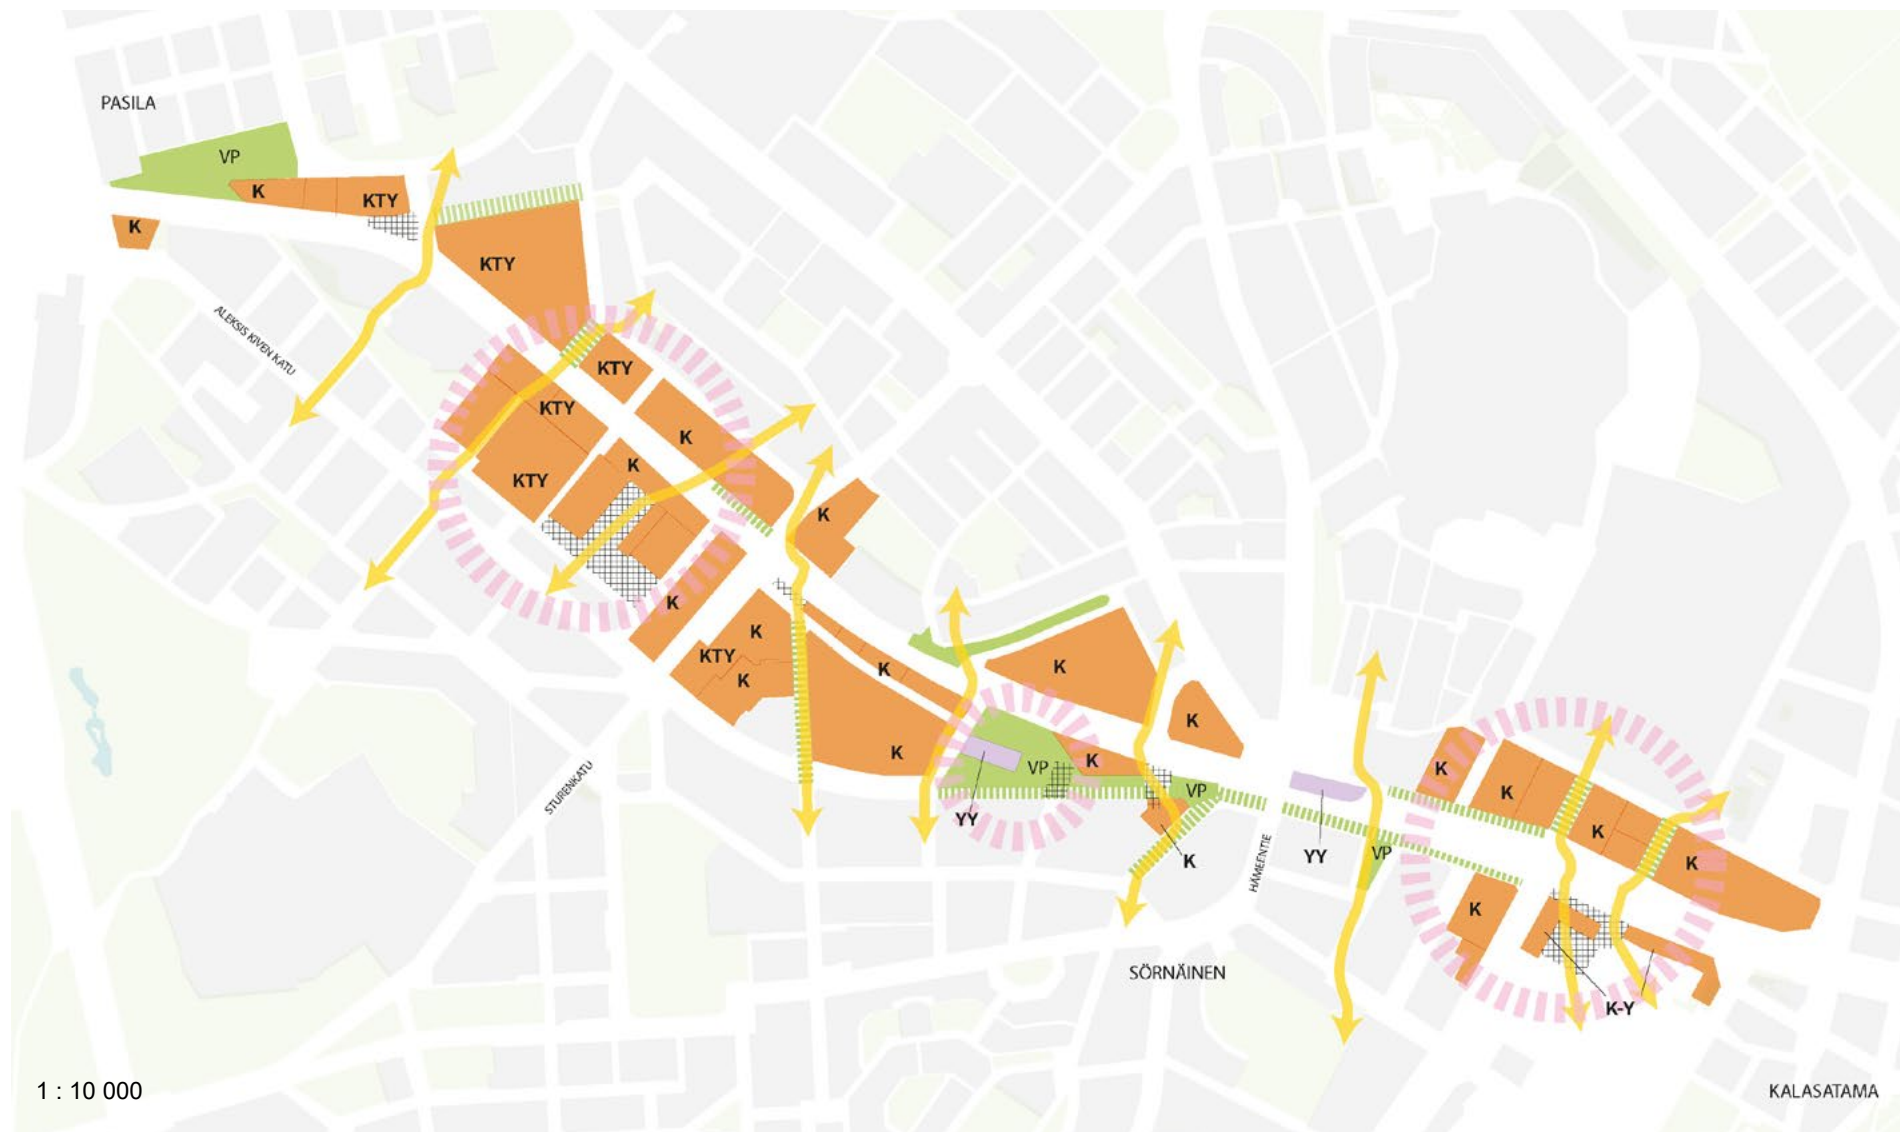 PASILA
VP
K
KTY
K
KTY
ALEKSIS KIVEN KATU
KTY
KTY
K
K
KTY
K
K
K
KTY
K
K
K
K
K
K
VP
K
VP
YY
K
STURENKATU
HÄMEENTIE
YY
VP
K
K
K
K
K
K-Y
SÖRNÄINEN
1 : 10 000
KALASATAMA